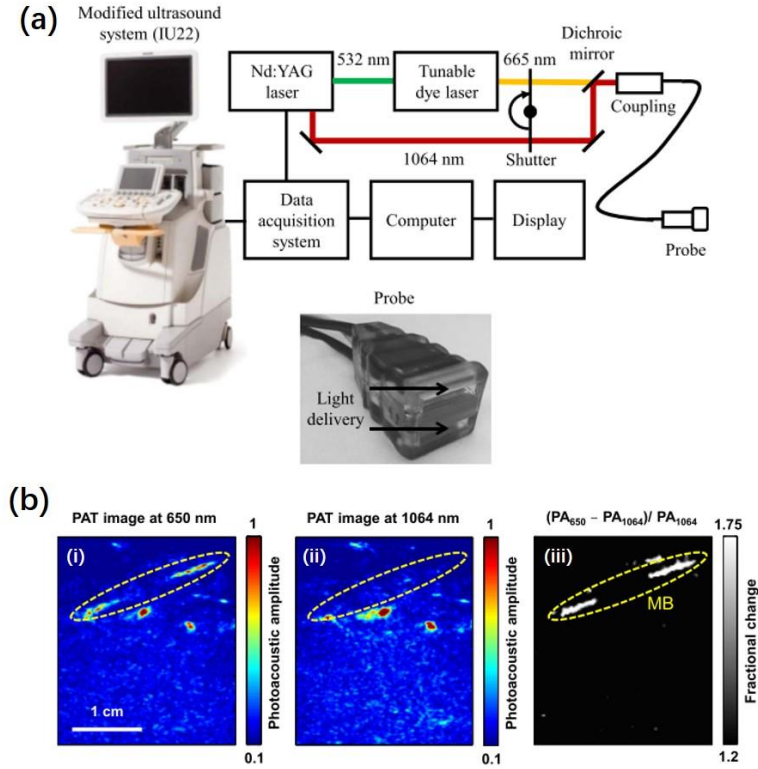 (a)
Modified ultrasound
system (IU22)
Nd:YAG
laser
532 nm
Tunable
dye laser
665 nm
Dichroic
mirror
Coupling
1064 nm
Shutter
Data
acquisition
system
Computer
Display
Probe
Probe
Light
delivery
(b)
PAT image at 650 nm
(i)
1 cm
1
Photoacoustic amplitude
0.1
PAT image at 1064 nm
(ii)
1
Photoacoustic amplitude
0.1
(PA650 − PA1064)/ PA1064
(iii)
MB
1.75
Fractional change
1.2